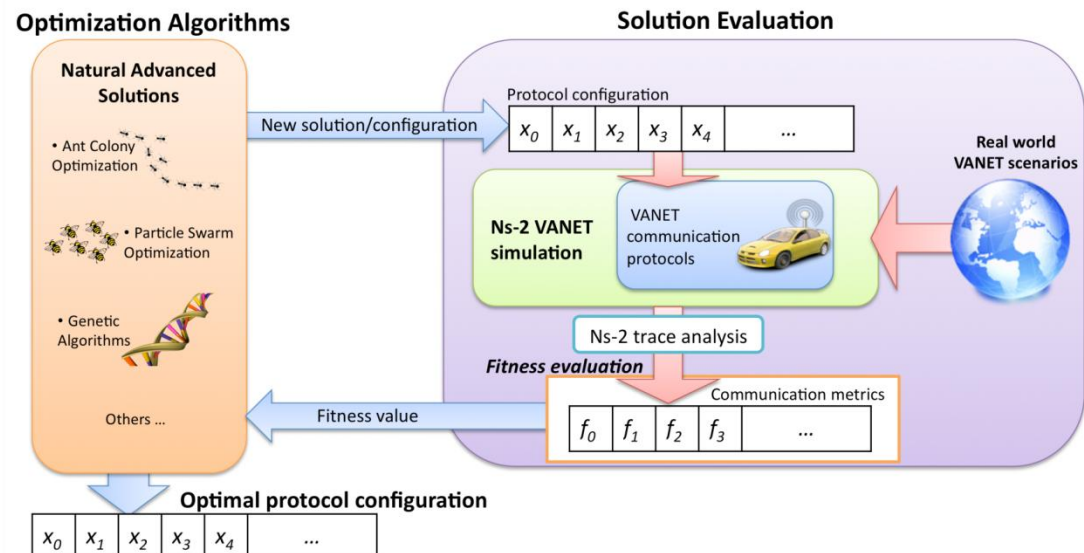 Optimization Algorithms
Natural Advanced
Solutions
• Ant Colony
Optimization
• Particle Swarm
Optimization
• Genetic
Algorithms
Others …
New solution/configuration
Solution Evaluation
Protocol configuration
x0 x1 x2 x3 x4 ...
Real world
VANET scenarios
Ns-2 VANET
simulation
VANET
communication
protocols
Ns-2 trace analysis
Fitness evaluation
Communication metrics
f0 f1 f2 f3 ...
Fitness value
Optimal protocol configuration
x0 x1 x2 x3 x4 ...